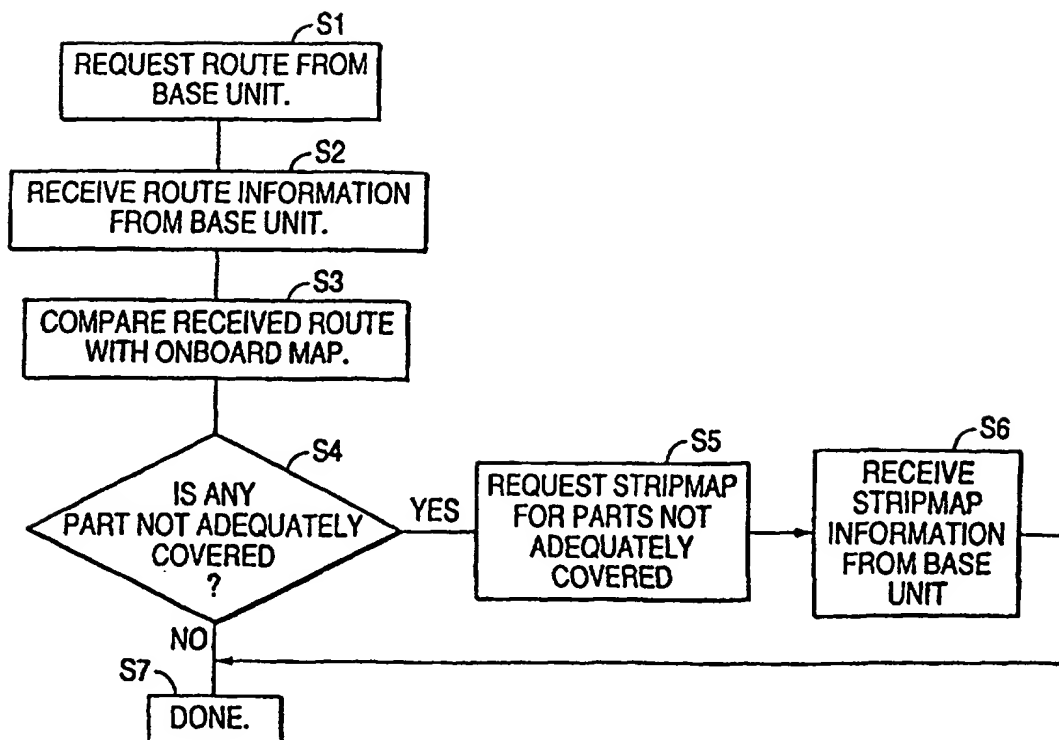 S1
REQUEST ROUTE FROM
BASE UNIT.
S2
RECEIVE ROUTE INFORMATION
FROM BASE UNIT.
S3
COMPARE RECEIVED ROUTE
WITH ONBOARD MAP.
S4
IS ANY
PART NOT ADEQUATELY
COVERED
?
YES
NO
S5
REQUEST STRIPMAP
FOR PARTS NOT
ADEQUATELY
COVERED
S6
RECEIVE
STRIPMAP
INFORMATION
FROM BASE
UNIT
S7
DONE.